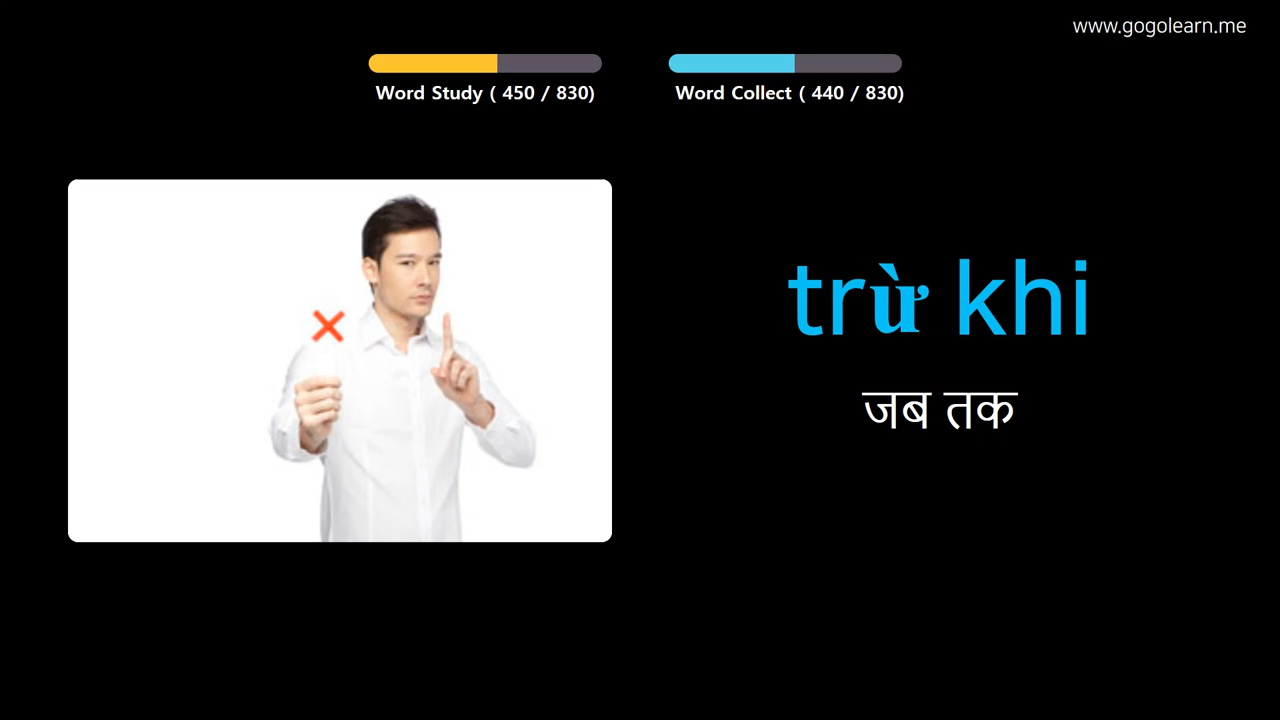 www.gogolearn.me
Word Study ( 450 / 830)
Word Collect ( 440 / 830)
trừ khi
जब तक